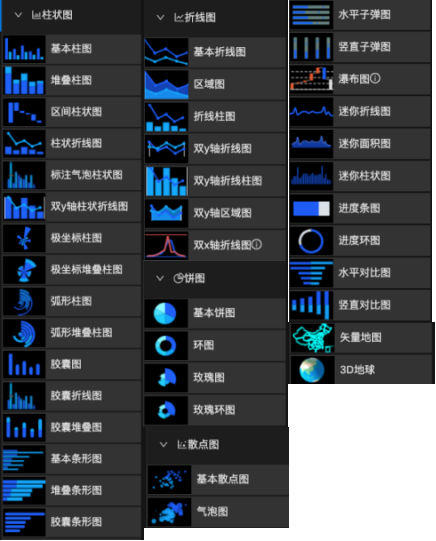 柱状图
基本柱图
堆叠柱图
区间柱状图
柱状折线图
标注气泡柱状图
双y轴柱状折线图
极坐标柱图
极坐标堆叠柱图
弧形柱图
弧形堆叠柱图
胶囊图
胶囊折线图
胶囊堆叠图
基本条形图
堆叠条形图
胶囊条形图
折线图
基本折线图
区域图
折线柱图
双y轴折线图
双y轴折线柱图
双y轴区域图
双x轴折线图
饼图
基本饼图
环图
玫瑰图
玫瑰环图
散点图
基本散点图
气泡图
水平子弹图
竖直子弹图
瀑布图
迷你折线图
迷你面积图
迷你柱状图
进度条图
进度环图
水平对比图
竖直对比图
矢量地图
3D地球